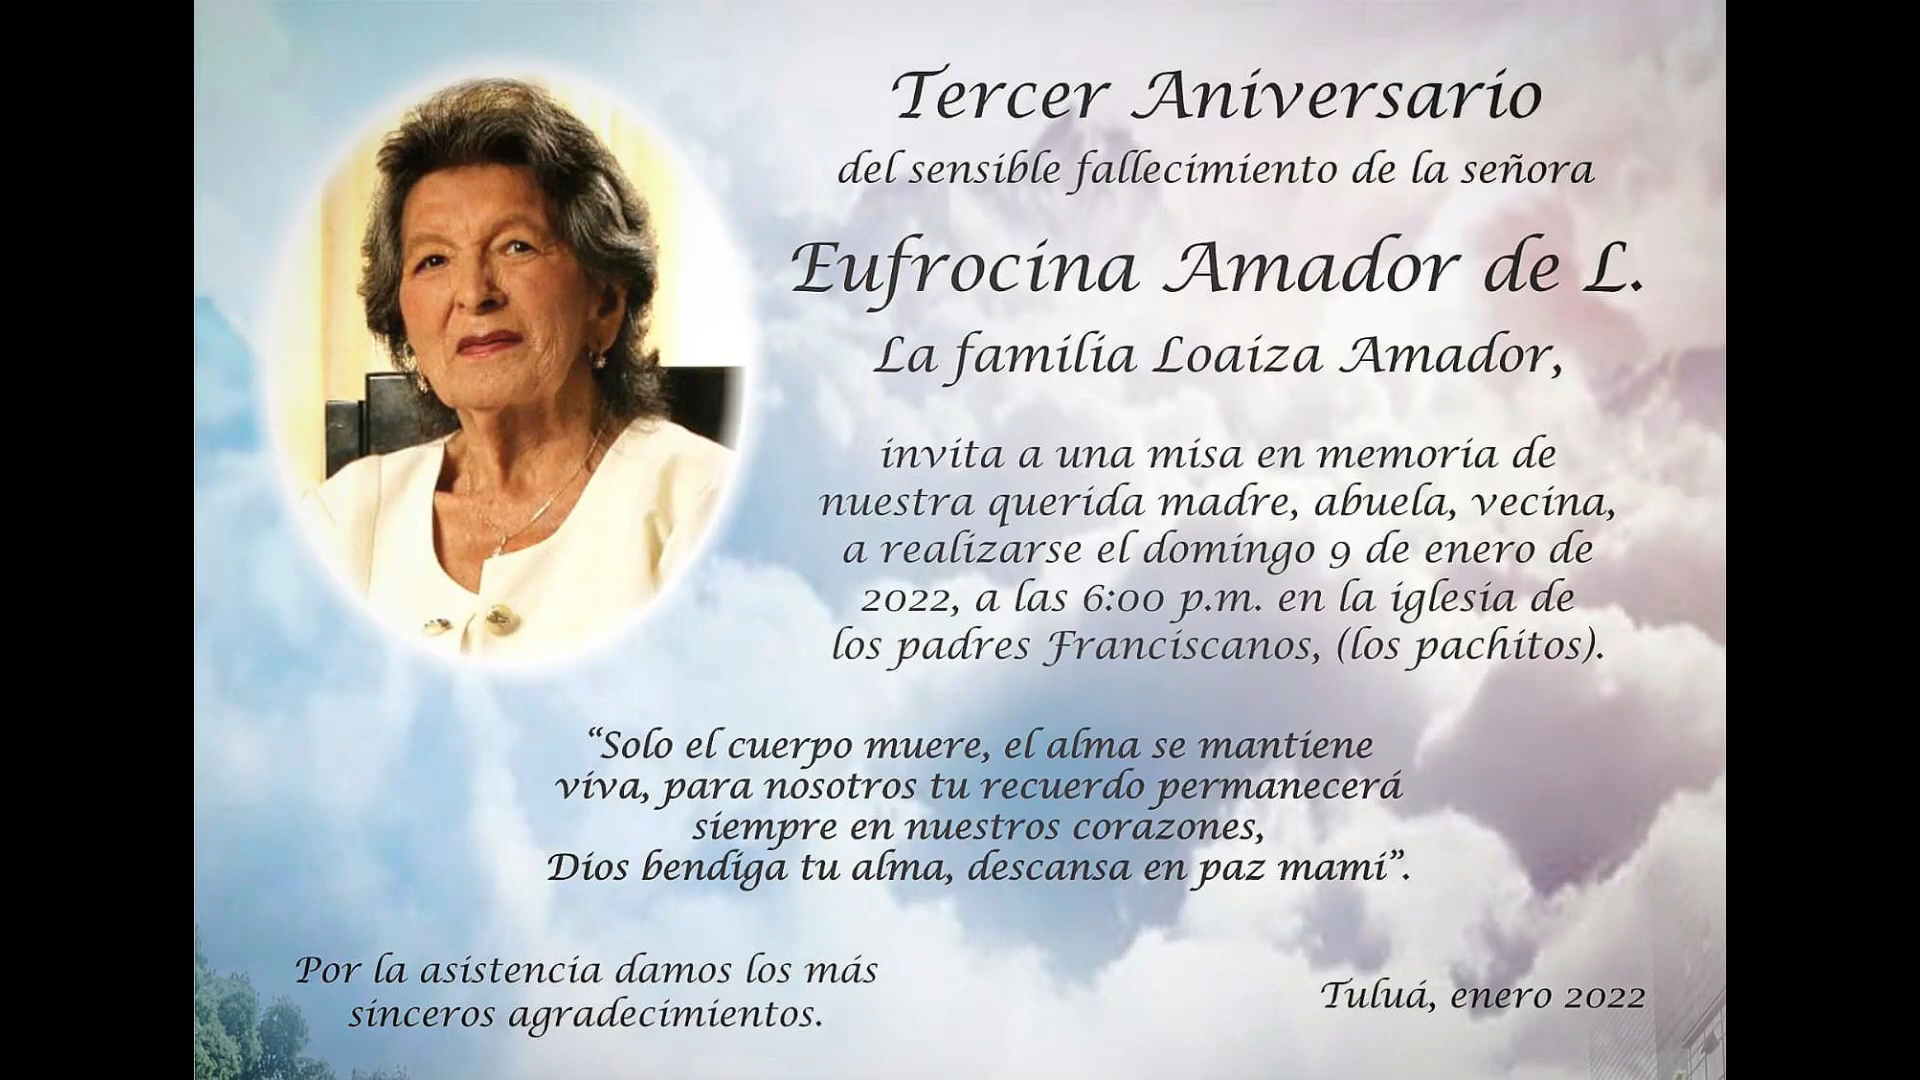 Tercer Aniversario
del sensible fallecimiento de la señora
Eufrocina Amador de L.
La familia Loaiza Amador,
invita a una misa en memoria de
nuestra querida madre, abuela, vecina,
a realizarse el domingo 9 de enero de
2022, a las 6:00 p.m. en la iglesia de
los padres Franciscanos, (los pachitos).
“Solo el cuerpo muere, el alma se mantiene
viva, para nosotros tu recuerdo permanecerá
siempre en nuestros corazones,
Dios bendiga tu alma, descansa en paz mami”.
Por la asistencia damos los más
sinceros agradecimientos.
Tuluá, enero 2022